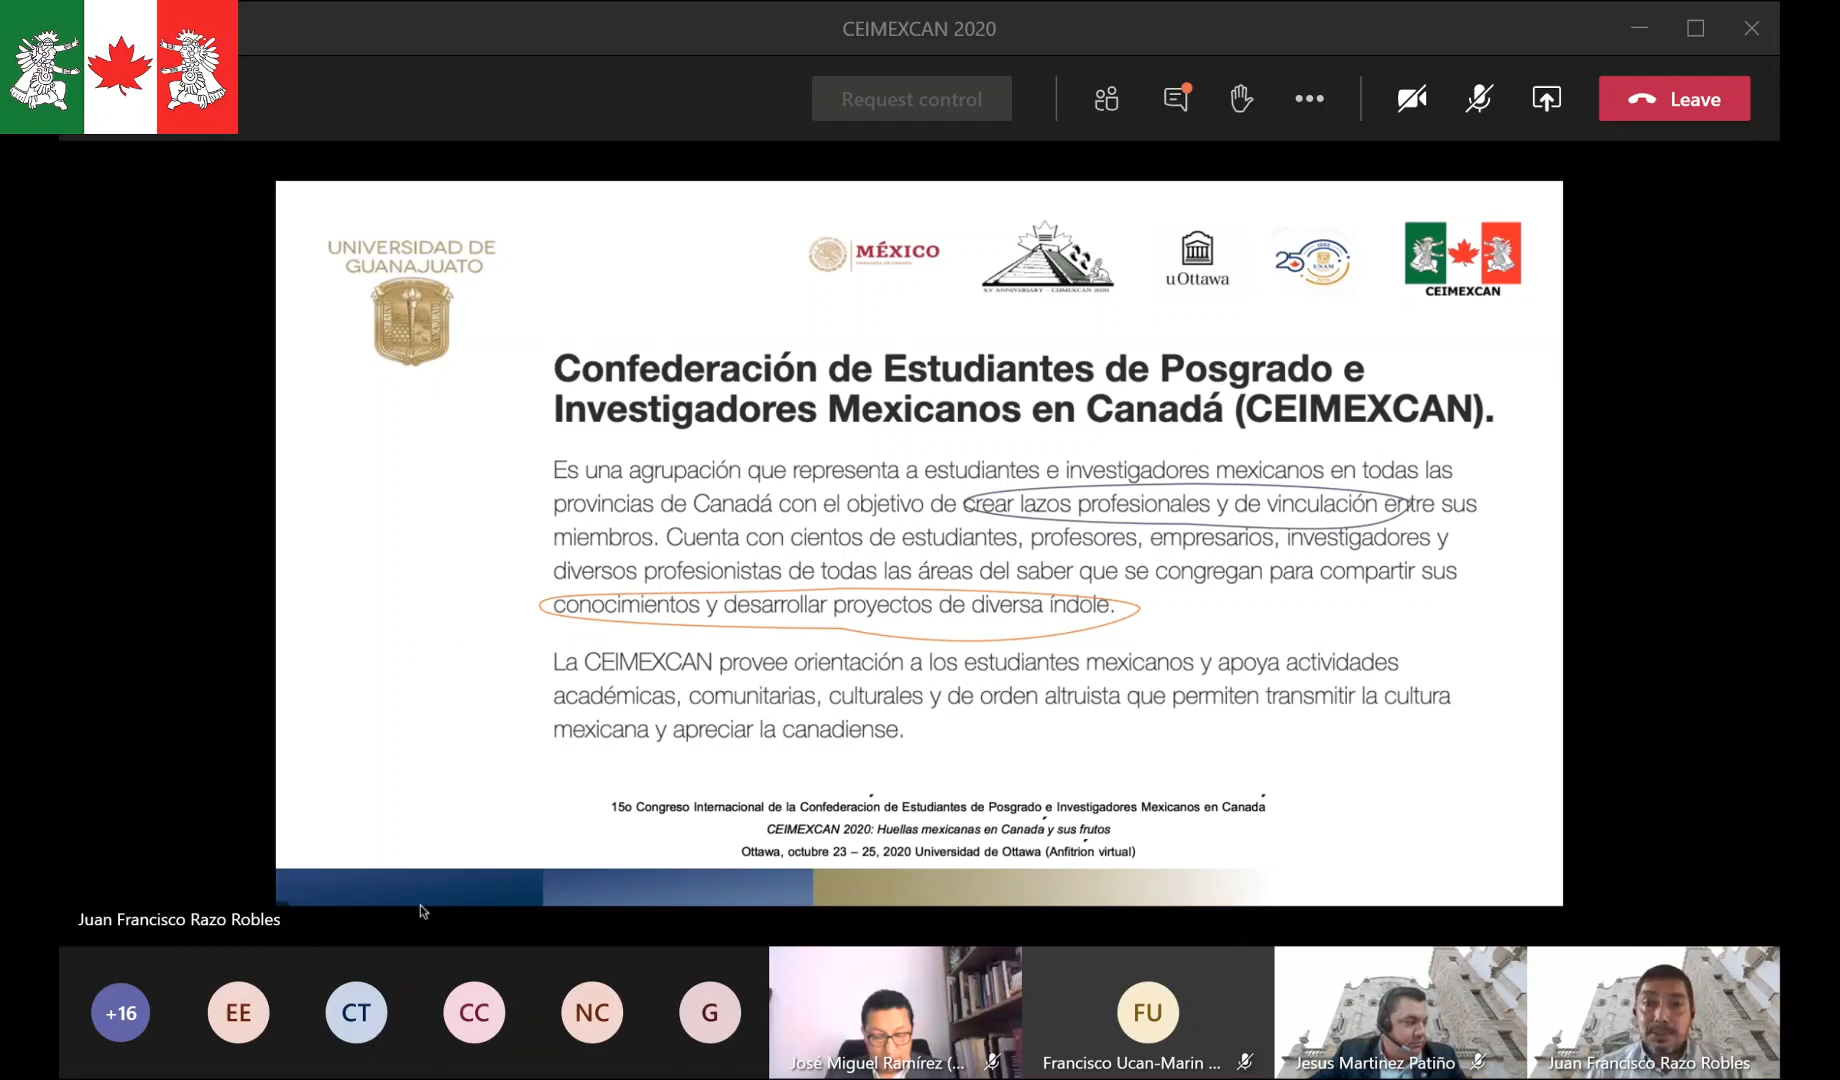 CEIMEXCAN 2020
Request control
Leave
UNIVERSIDAD DE
GUANAJUATO
MÉXICO
XV ANNIVERSARY - CEIMEXCAN 2020
uOttawa
25
UNAM
CEIMEXCAN
Confederación de Estudiantes de Posgrado e
Investigadores Mexicanos en Canadá (CEIMEXCAN).
Es una agrupación que representa a estudiantes e investigadores mexicanos en todas las
provincias de Canadá con el objetivo de crear lazos profesionales y de vinculación entre sus
miembros. Cuenta con cientos de estudiantes, profesores, empresarios, investigadores y
diversos profesionistas de todas las áreas del saber que se congregan para compartir sus
conocimientos y desarrollar proyectos de diversa índole.
La CEIMEXCAN provee orientación a los estudiantes mexicanos y apoya actividades
académicas, comunitarias, culturales y de orden altruista que permiten transmitir la cultura
mexicana y apreciar la canadiense.
15o Congreso Internacional de la Confederación de Estudiantes de Posgrado e Investigadores Mexicanos en Canadá
CEIMEXCAN 2020: Huellas mexicanas en Canadá y sus frutos
Ottawa, octubre 23 – 25, 2020 Universidad de Ottawa (Anfitrión virtual)
Juan Francisco Razo Robles
+16
EE
CT
CC
NC
G
FU
José Miguel Ramírez (...
Francisco Ucan-Marin ...
Jesus Martinez Patiño
Juan Francisco Razo Robles